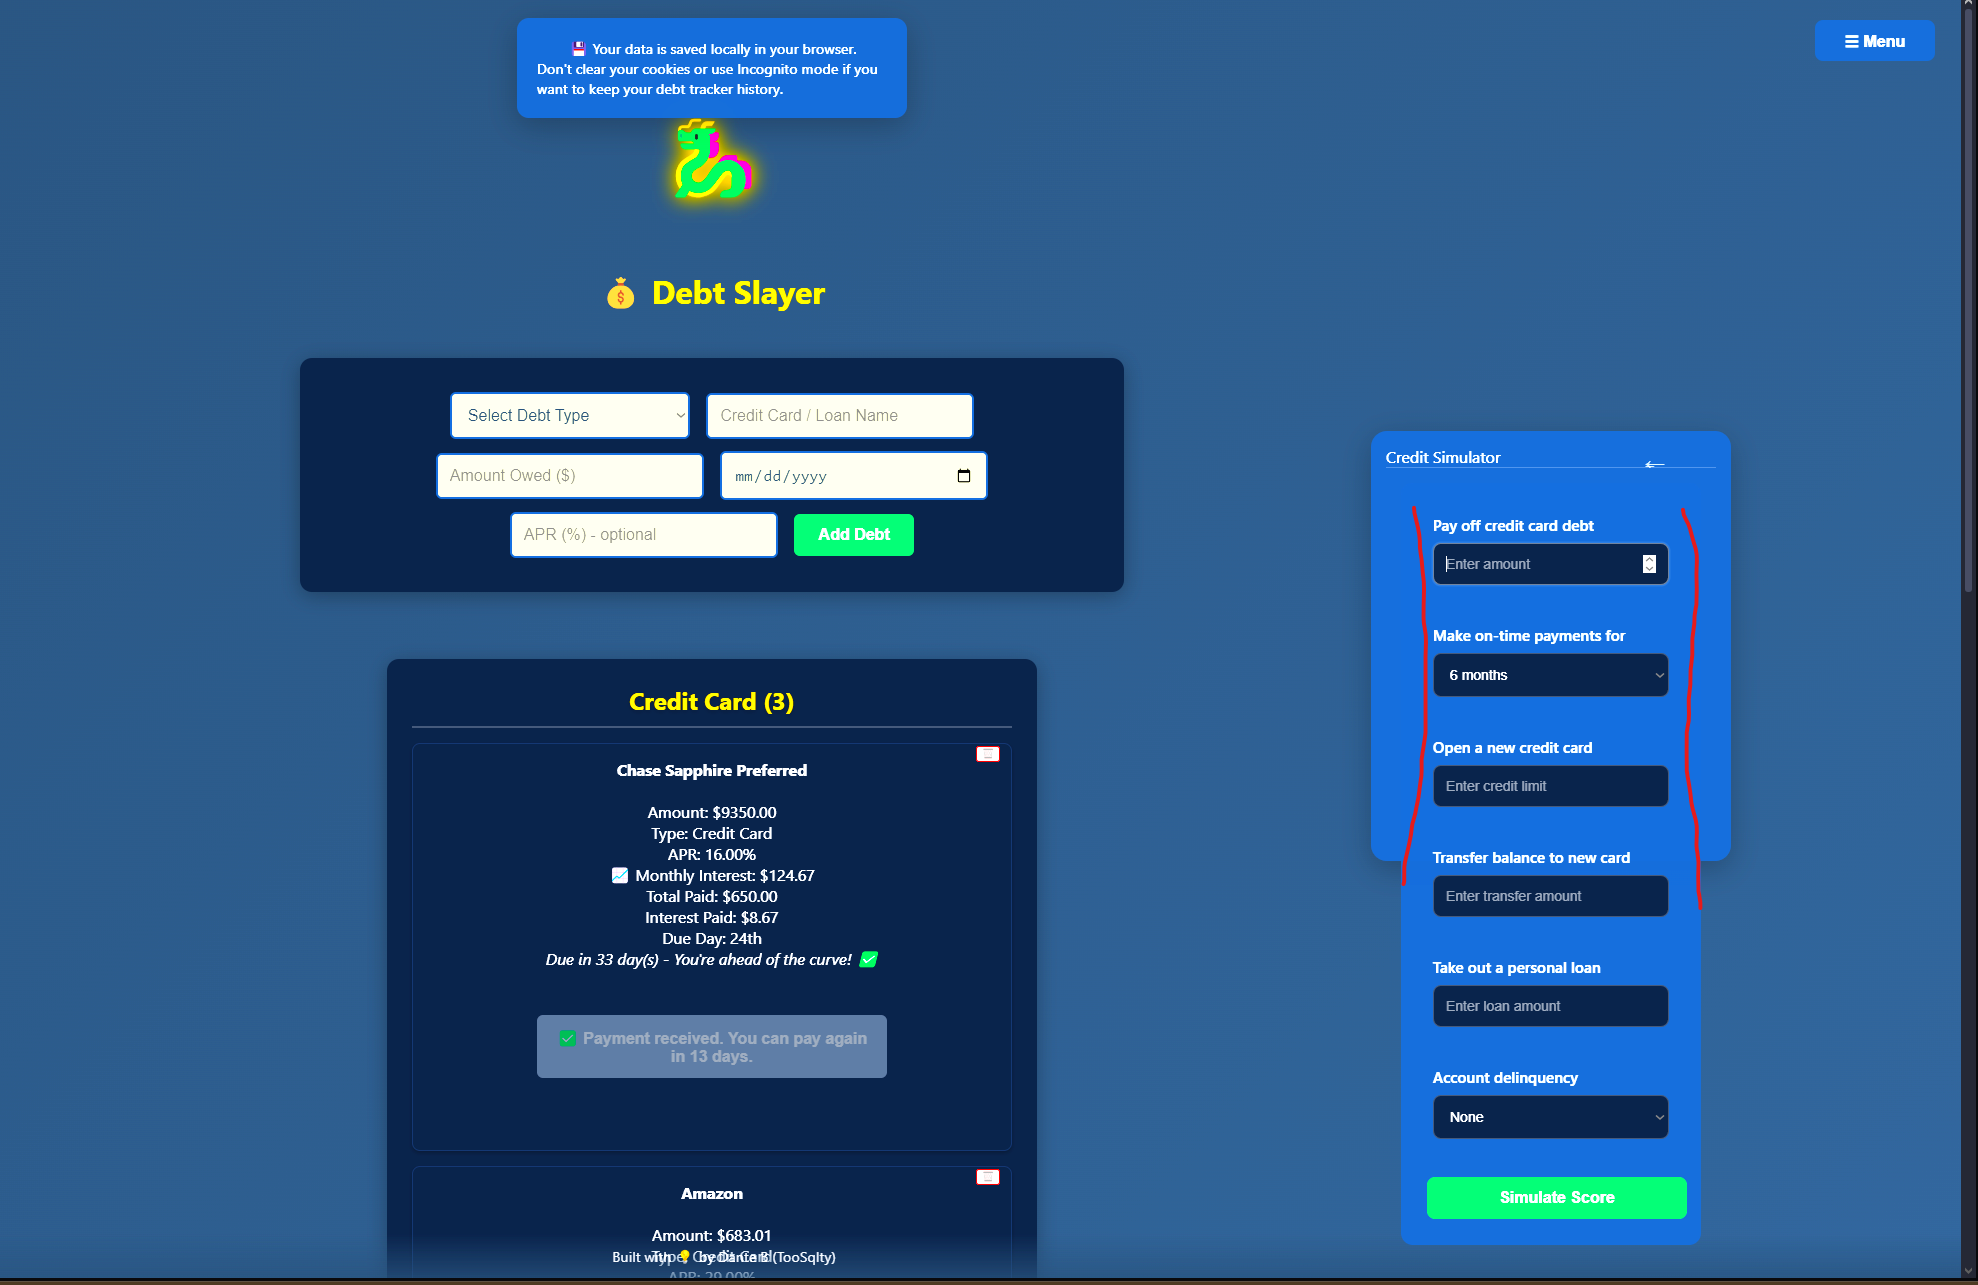 Your data is saved locally in your browser.
Don't clear your cookies or use Incognito mode if you
want to keep your debt tracker history.
☰ Menu
Debt Slayer
Select Debt Type
Credit Card / Loan Name
Amount Owed ($)
mm/dd/yyyy
APR (%) - optional
Add Debt
Credit Card (3)
Chase Sapphire Preferred
Amount: $9350.00
Type: Credit Card
APR: 16.00%
Monthly Interest: $124.67
Total Paid: $650.00
Interest Paid: $8.67
Due Day: 24th
Due in 33 day(s) - You're ahead of the curve! ✅
✅ Payment received. You can pay again
in 13 days.
Amazon
Amount: $683.01
Type: Credit Card
Built with 💡 by Dante B (TooSqlty)
APR: 29.00%
Credit Simulator
←
Pay off credit card debt
Enter amount
Make on-time payments for
6 months
Open a new credit card
Enter credit limit
Transfer balance to new card
Enter transfer amount
Take out a personal loan
Enter loan amount
Account delinquency
None
Simulate Score